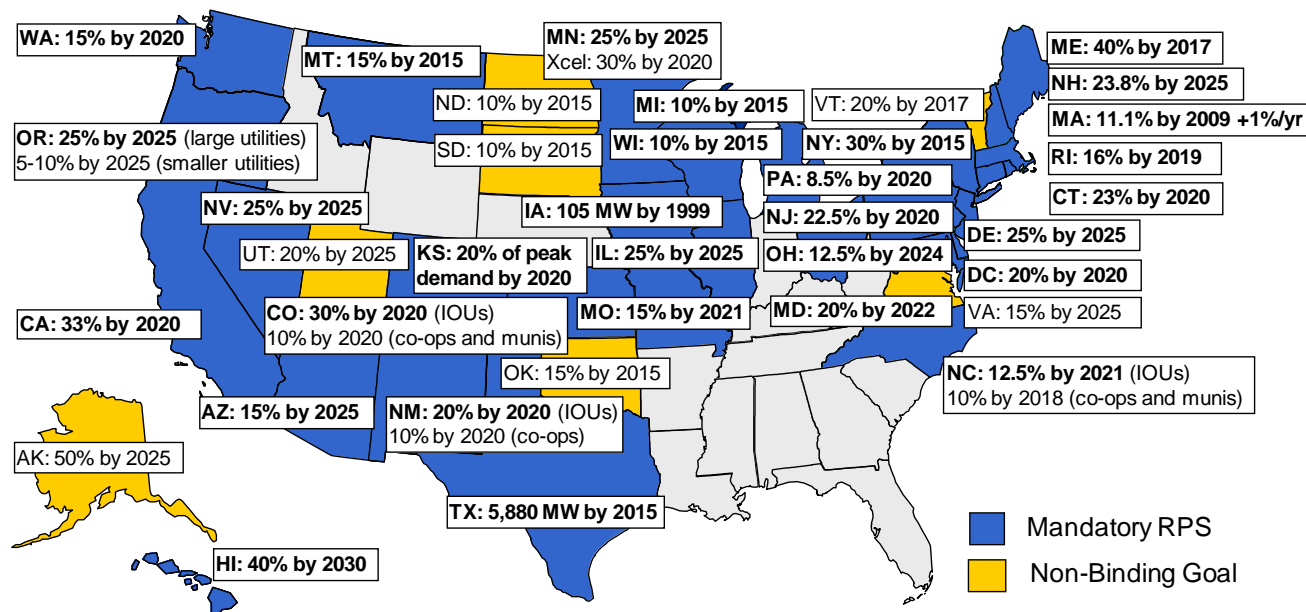 WA: 15% by 2020
MT: 15% by 2015
MN: 25% by 2025
Xcel: 30% by 2020
ME: 40% by 2017
NH: 23.8% by 2025
ND: 10% by 2015
MI: 10% by 2015
VT: 20% by 2017
MA: 11.1% by 2009 +1%/yr
OR: 25% by 2025 (large utilities)
5-10% by 2025 (smaller utilities)
SD: 10% by 2015
WI: 10% by 2015
NY: 30% by 2015
RI: 16% by 2019
PA: 8.5% by 2020
CT: 23% by 2020
NV: 25% by 2025
IA: 105 MW by 1999
NJ: 22.5% by 2020
DE: 25% by 2025
UT: 20% by 2025
KS: 20% of peak
demand by 2020
IL: 25% by 2025
OH: 12.5% by 2024
DC: 20% by 2020
CA: 33% by 2020
CO: 30% by 2020 (IOUs)
10% by 2020 (co-ops and munis)
MO: 15% by 2021
MD: 20% by 2022
VA: 15% by 2025
OK: 15% by 2015
NC: 12.5% by 2021 (IOUs)
10% by 2018 (co-ops and munis)
AZ: 15% by 2025
NM: 20% by 2020 (IOUs)
10% by 2020 (co-ops)
AK: 50% by 2025
TX: 5,880 MW by 2015
Mandatory RPS
HI: 40% by 2030
Non-Binding Goal